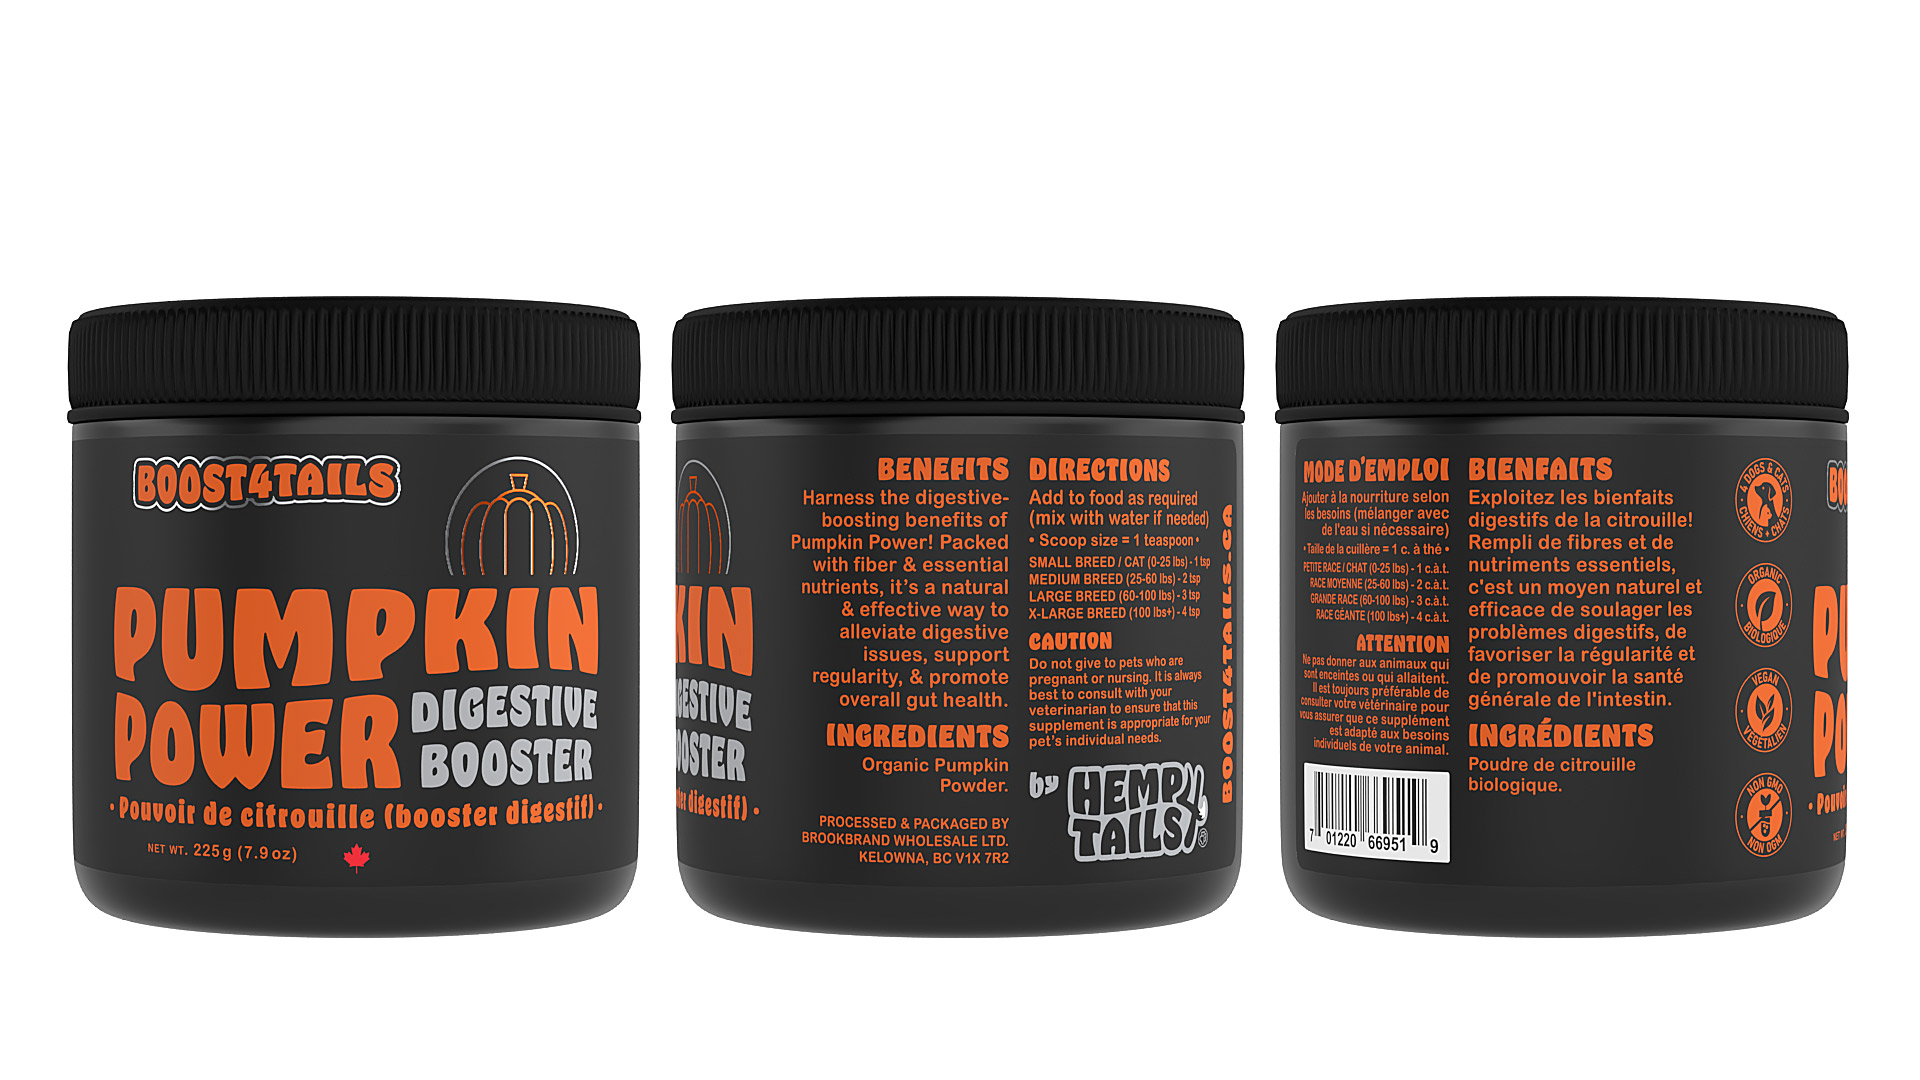 BOOST4TAILS
PUMPKIN
POWER
DIGESTIVE
BOOSTER
• Pouvoir de citrouille (booster digestif) •
NET WT. 225g (7.9 oz)
KIN
BENEFITS
Harness the digestive-
boosting benefits of
Pumpkin Power! Packed
with fiber & essential
nutrients, it's a natural
& effective way to
alleviate digestive
issues, support
regularity, & promote
overall gut health.
INGREDIENTS
Organic Pumpkin
Powder.
PROCESSED & PACKAGED BY
BROOKBRAND WHOLESALE LTD.
KELOWNA, BC V1X 7R2
DIRECTIONS
Add to food as required
(mix with water if needed)
• Scoop size = 1 teaspoon •
SMALL BREED / CAT (0-25 lbs) - 1 tsp
MEDIUM BREED (25-60 lbs) - 2 tsp
LARGE BREED (60-100 lbs) - 3 tsp
X-LARGE BREED (100 lbs+) - 4 tsp
CAUTION
Do not give to pets who are
pregnant or nursing. It is always
best to consult with your
veterinarian to ensure that this
supplement is appropriate for your
pet's individual needs.
by HEMP
TAILS
BOOST4TAILS.CA
MODE D'EMPLOI
Ajouter à la nourriture selon
les besoins (mélanger avec
de l'eau si nécessaire)
• Taille de la cuillère = 1 c. à thé •
PETITE RACE / CHAT (0-25 lbs) - 1 c.à.t.
RACE MOYENNE (25-60 lbs) - 2 c.à.t.
GRANDE RACE (60-100 lbs) - 3 c.à.t.
RACE GÉANTE (100 lbs+) - 4 c.à.t.
ATTENTION
Ne pas donner aux animaux qui
sont enceintes ou qui allaitent.
Il est toujours préférable de
consulter votre vétérinaire pour
vous assurer que ce supplément
est adapté aux besoins
individuels de votre animal.
7 01220 66951 9
BIENFAITS
Exploitez les bienfaits
digestifs de la citrouille!
Rempli de fibres et de
nutriments essentiels,
c'est un moyen naturel et
efficace de soulager les
problèmes digestifs, de
favoriser la régularité et
de promouvoir la santé
générale de l'intestin.
INGRÉDIENTS
Poudre de citrouille
biologique.
4 DOGS & CATS
CHIENS + CHATS
ORGANIC
BIOLOGIQUE
VEGAN
VÉGÉTALIEN
NON GMO
NON OGM